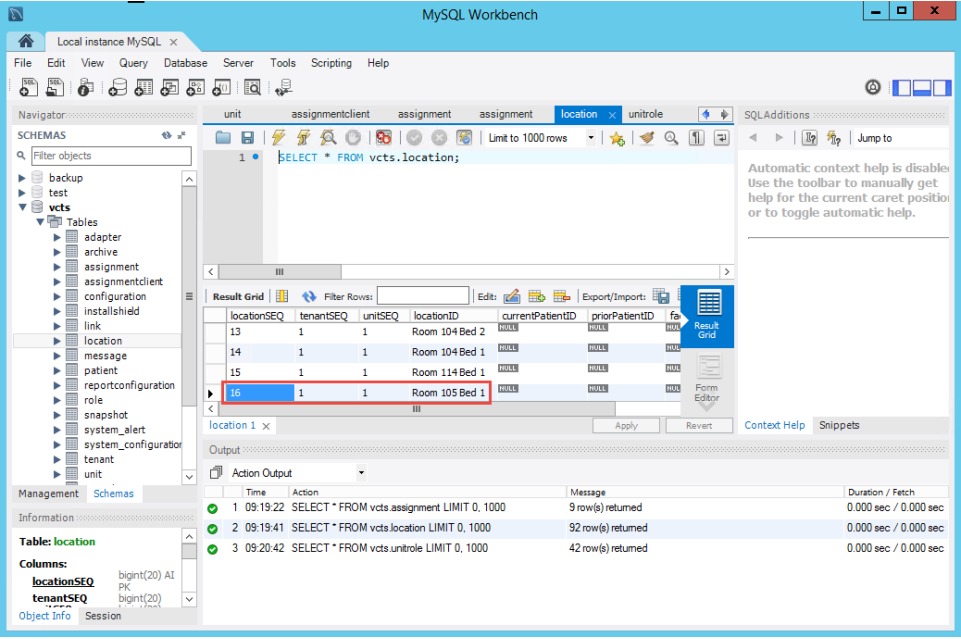 MySQL Workbench
Local instance MySQL
File Edit View Query Database Server Tools Scripting Help
Navigator
SCHEMAS
Filter objects
backup
test
vcts
Tables
adapter
archive
assignment
assignmentclient
configuration
installshield
link
location
message
patient
reportconfiguration
role
snapshot
system_alert
system_configuration
tenant
unit
Management Schemas
Information
Table: location
Columns:
locationSEQ bigint(20) AI
PK
tenantSEQ bigint(20)
Object Info Session
unit assignmentclient assignment assignment location unitrole
Limit to 1000 rows
1 SELECT * FROM vcts.location;
Result Grid Filter Rows: Edit: Export/Import:
locationSEQ tenantSEQ unitSEQ locationID currentPatientID priorPatientID fa
13 1 1 Room 104 Bed 2 NULL NULL NUL
14 1 1 Room 104 Bed 1 NULL NULL NUL
15 1 1 Room 114 Bed 1 NULL NULL NUL
16 1 1 Room 105 Bed 1 NULL NULL NUL
Result
Grid
Form
Editor
location 1 Apply Revert
SQLAdditions
Jump to
Automatic context help is disable
Use the toolbar to manually get
help for the current caret position
or to toggle automatic help.
Context Help Snippets
Output
Action Output
Time Action Message Duration / Fetch
1 09:19:22 SELECT * FROM vcts.assignment LIMIT 0, 1000 9 row(s) returned 0.000 sec / 0.000 sec
2 09:19:41 SELECT * FROM vcts.location LIMIT 0, 1000 92 row(s) returned 0.000 sec / 0.000 sec
3 09:20:42 SELECT * FROM vcts.unitrole LIMIT 0, 1000 42 row(s) returned 0.000 sec / 0.000 sec